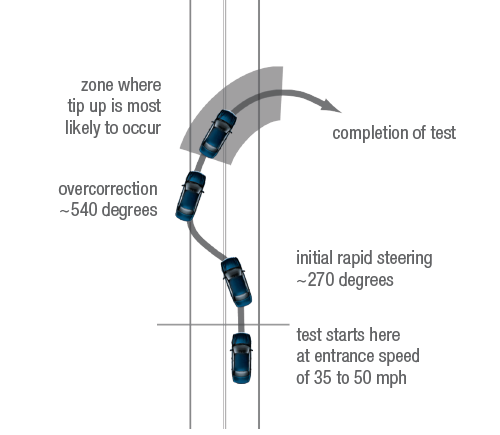 zone where
tip up is most
likely to occur
completion of test
overcorrection
~540 degrees
initial rapid steering
~270 degrees
test starts here
at entrance speed
of 35 to 50 mph